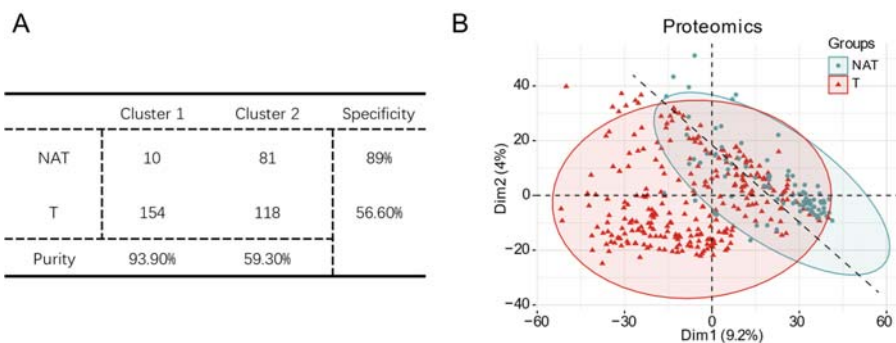 A
Cluster 1 Cluster 2 Specificity
NAT 10 81 89%
T 154 118 56.60%
Purity 93.90% 59.30%
B
Proteomics
Groups
NAT
T
40
20
0
−20
−40
Dim2 (4%)
−60 −30 0 30 60
Dim1 (9.2%)